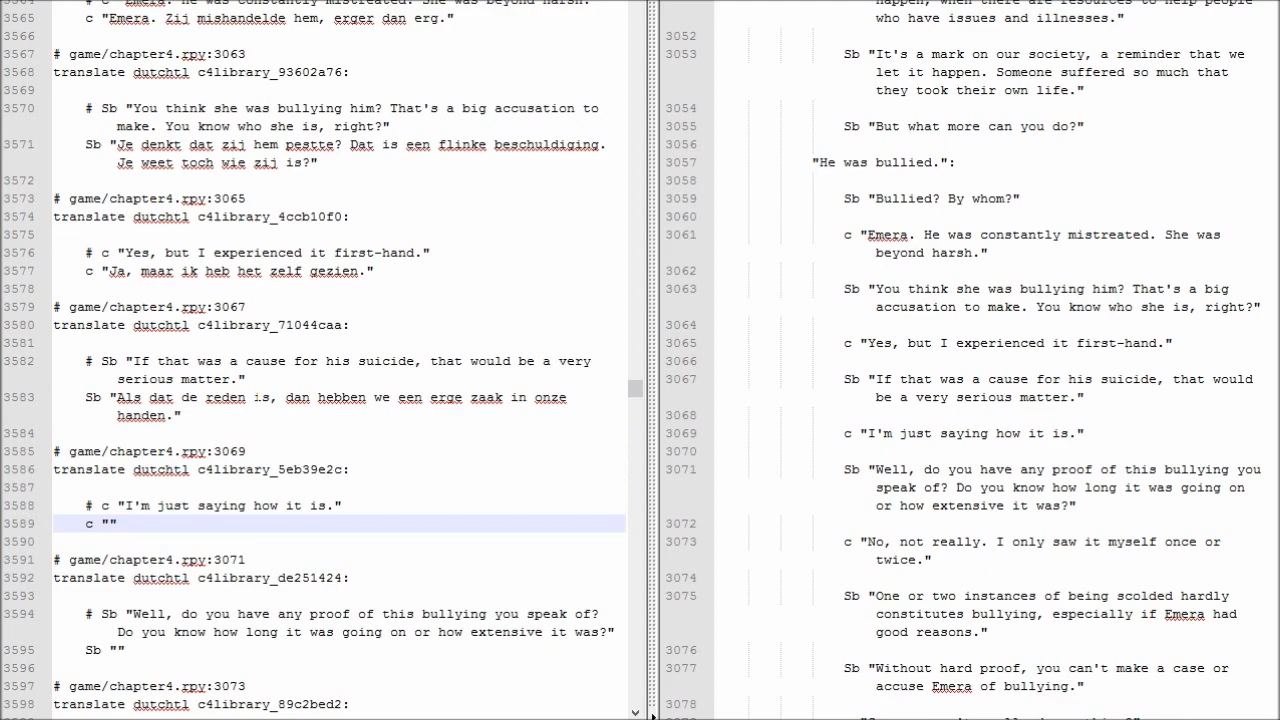 3564 # c "Emera. He was constantly mistreated. She was beyond harsh."
3565 c "Emera. Zij mishandelde hem, erger dan erg."
3566
3567 # game/chapter4.rpy:3063
3568 translate dutchtl c4library_93602a76:
3569
3570 # Sb "You think she was bullying him? That's a big accusation to
make. You know who she is, right?"
3571 Sb "Je denkt dat zij hem pestte? Dat is een flinke beschuldiging.
Je weet toch wie zij is?"
3572
3573 # game/chapter4.rpy:3065
3574 translate dutchtl c4library_4ccb10f0:
3575
3576 # c "Yes, but I experienced it first-hand."
3577 c "Ja, maar ik heb het zelf gezien."
3578
3579 # game/chapter4.rpy:3067
3580 translate dutchtl c4library_71044caa:
3581
3582 # Sb "If that was a cause for his suicide, that would be a very
serious matter."
3583 Sb "Als dat de reden is, dan hebben we een erge zaak in onze
handen."
3584
3585 # game/chapter4.rpy:3069
3586 translate dutchtl c4library_5eb39e2c:
3587
3588 # c "I'm just saying how it is."
3589 c ""
3590
3591 # game/chapter4.rpy:3071
3592 translate dutchtl c4library_de251424:
3593
3594 # Sb "Well, do you have any proof of this bullying you speak of?
Do you know how long it was going on or how extensive it was?"
3595 Sb ""
3596
3597 # game/chapter4.rpy:3073
3598 translate dutchtl c4library_89c2bed2:
happen, when there are resources to help people
who have issues and illnesses."
3052
3053 Sb "It's a mark on our society, a reminder that we
let it happen. Someone suffered so much that
they took their own life."
3054
3055 Sb "But what more can you do?"
3056
3057 "He was bullied.":
3058
3059 Sb "Bullied? By whom?"
3060
3061 c "Emera. He was constantly mistreated. She was
beyond harsh."
3062
3063 Sb "You think she was bullying him? That's a big
accusation to make. You know who she is, right?"
3064
3065 c "Yes, but I experienced it first-hand."
3066
3067 Sb "If that was a cause for his suicide, that would
be a very serious matter."
3068
3069 c "I'm just saying how it is."
3070
3071 Sb "Well, do you have any proof of this bullying you
speak of? Do you know how long it was going on
or how extensive it was?"
3072
3073 c "No, not really. I only saw it myself once or
twice."
3074
3075 Sb "One or two instances of being scolded hardly
constitutes bullying, especially if Emera had
good reasons."
3076
3077 Sb "Without hard proof, you can't make a case or
accuse Emera of bullying."
3078